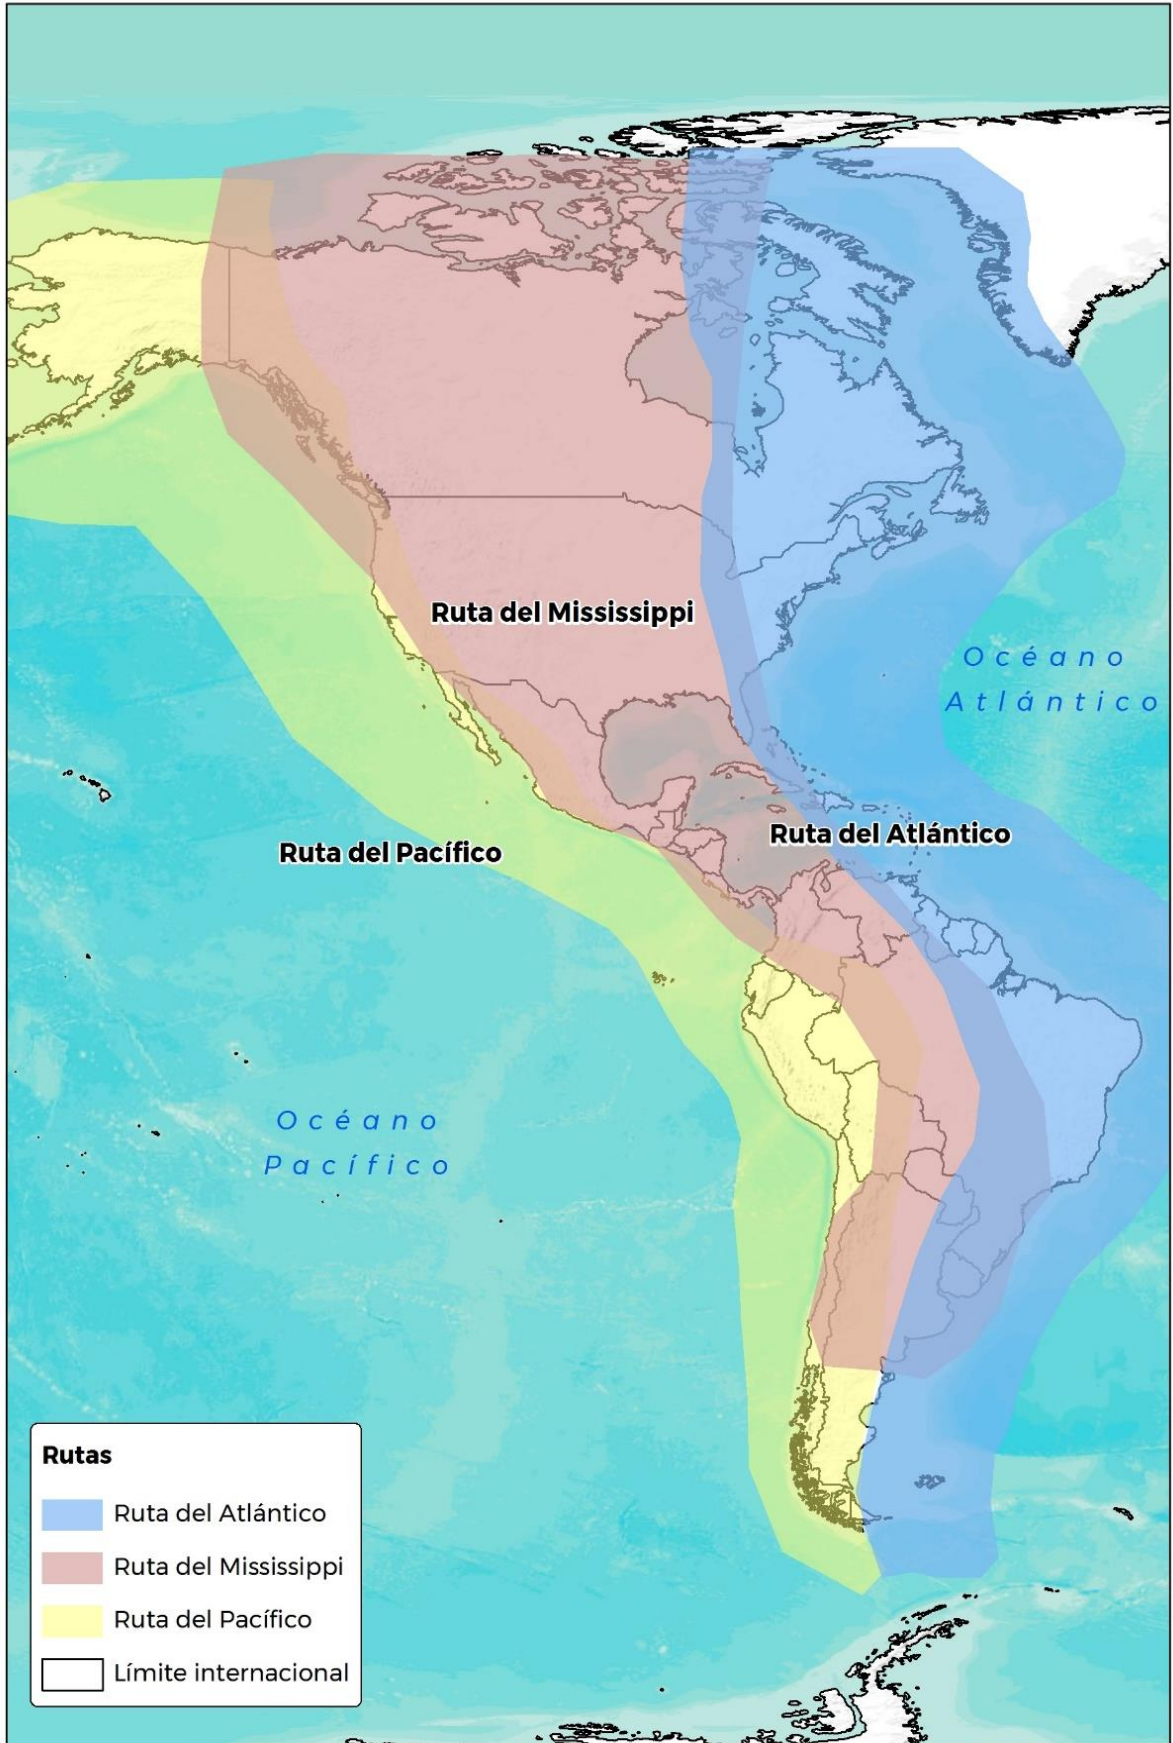 Ruta del Mississippi
Océano
Atlántico
Ruta del Atlántico
Ruta del Pacífico
Océano
Pacífico
Rutas
Ruta del Atlántico
Ruta del Mississippi
Ruta del Pacífico
Límite internacional